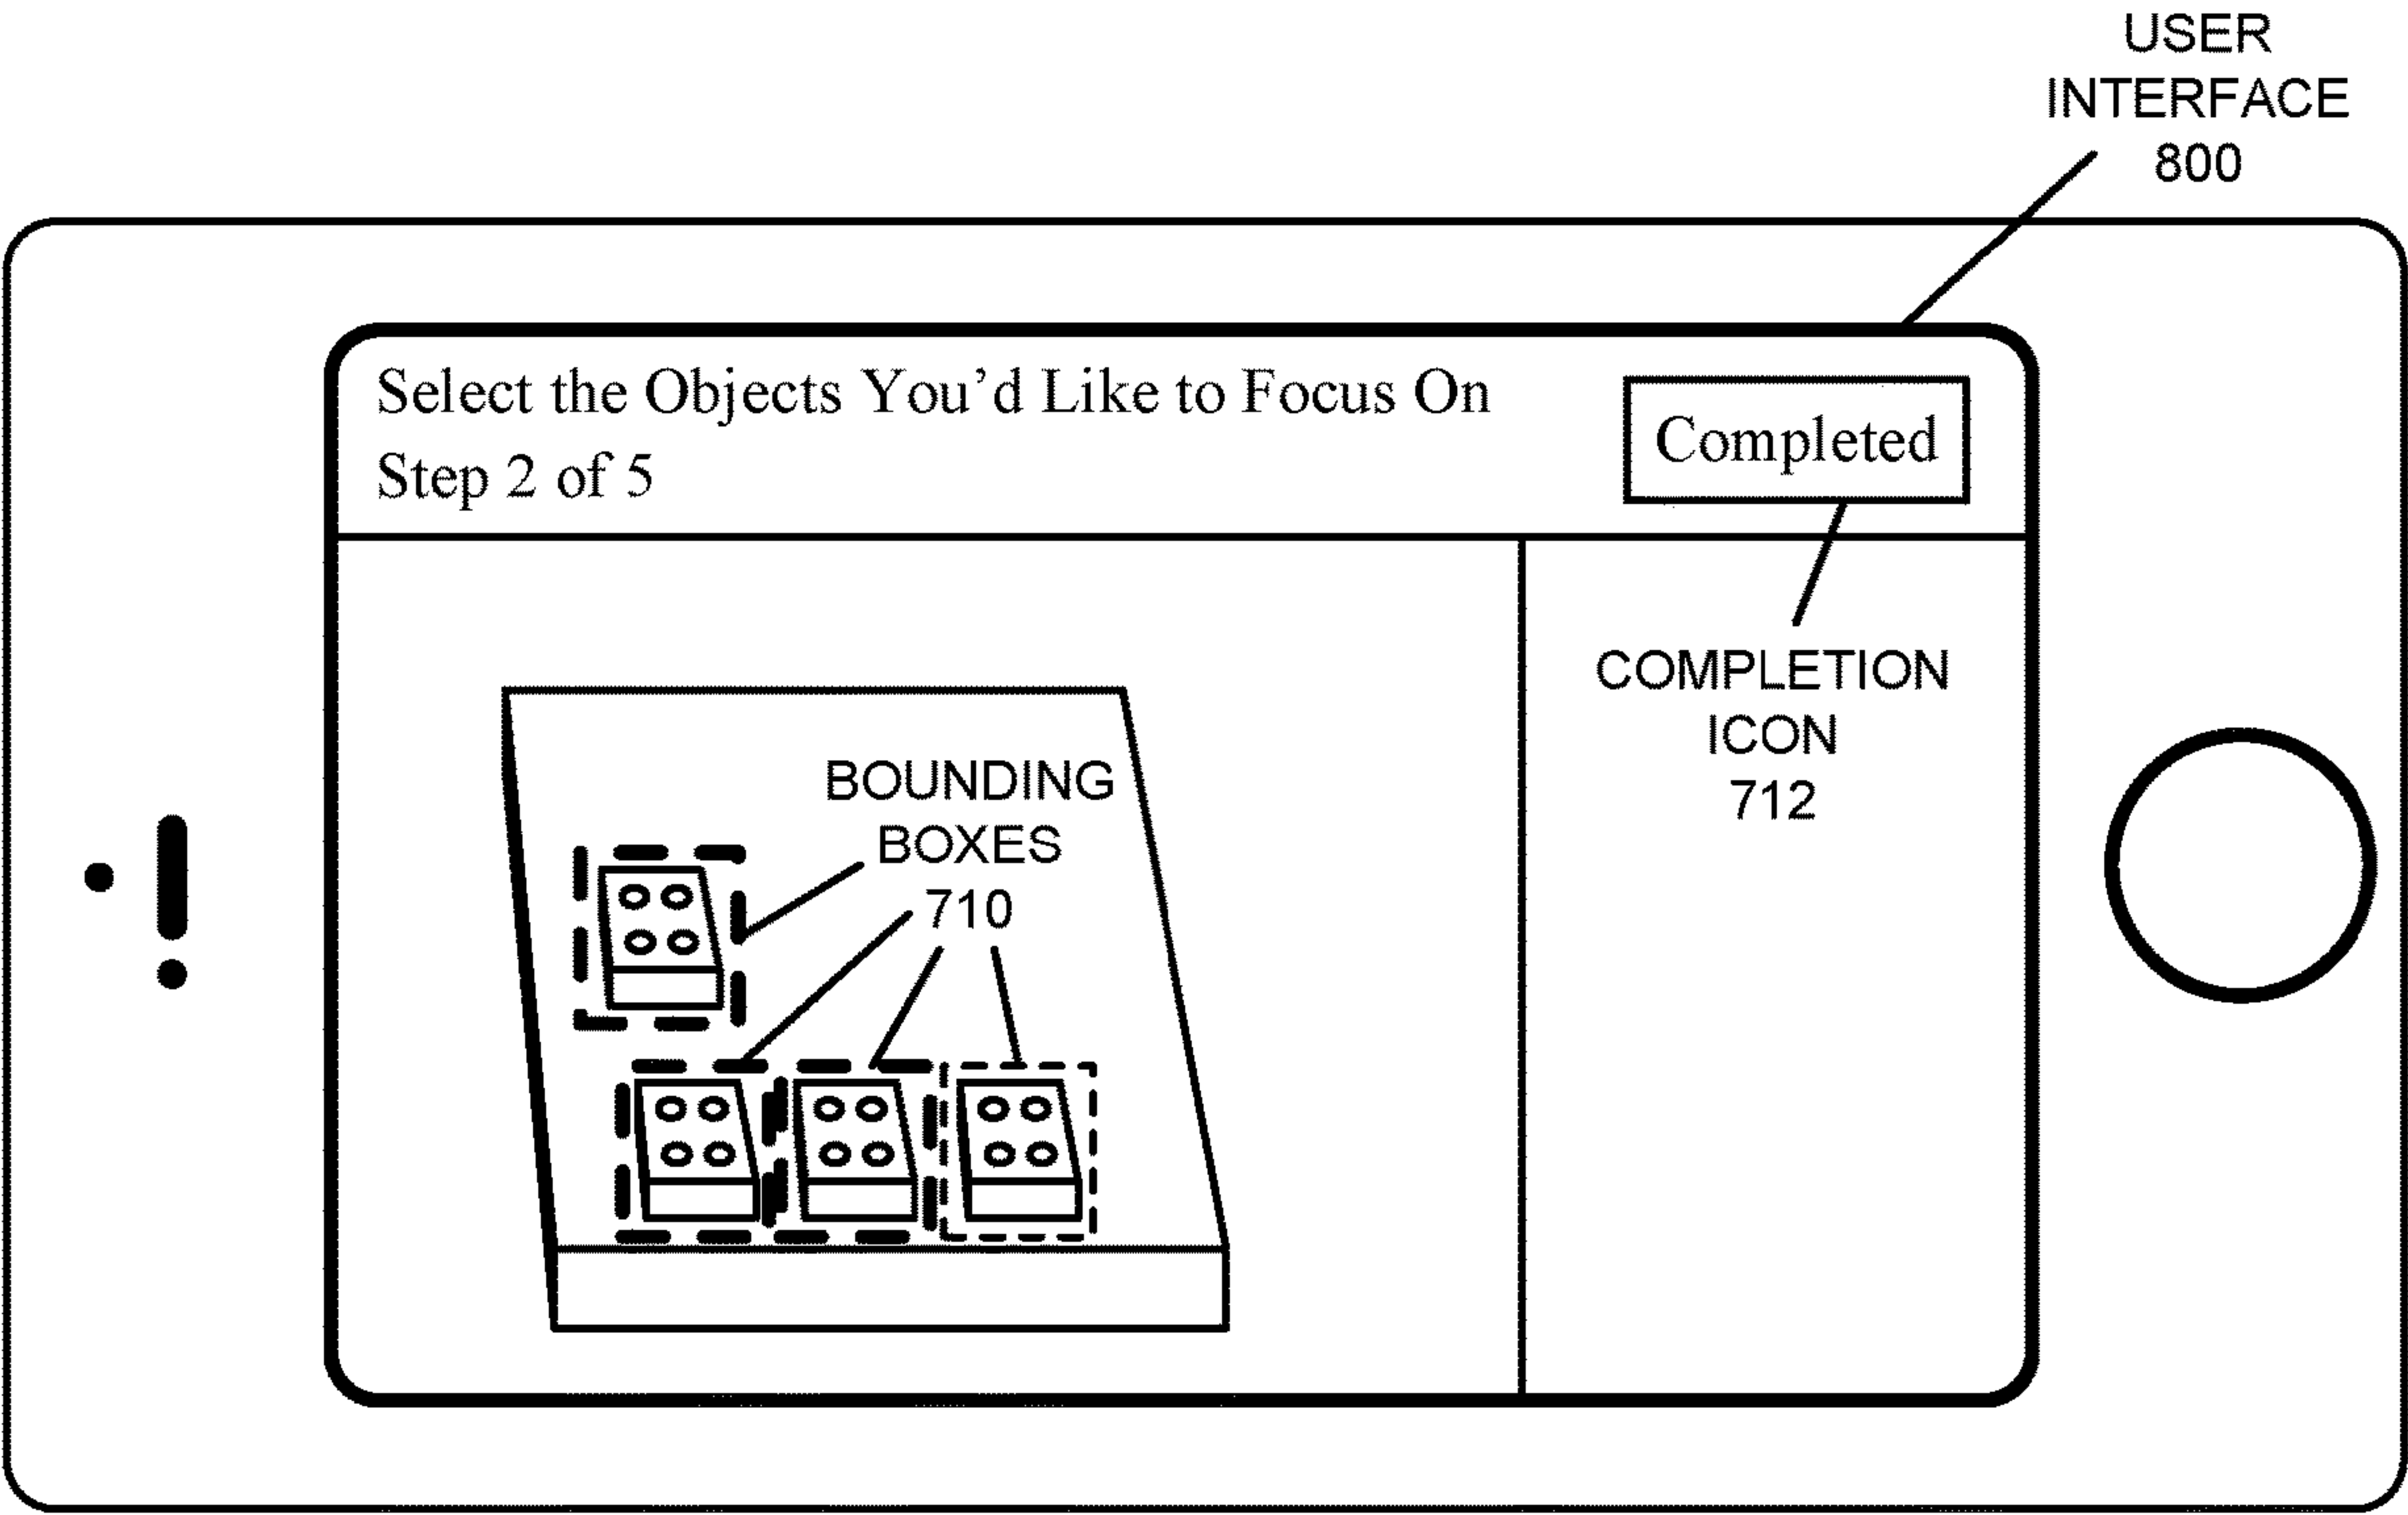 USER
INTERFACE
800
Select the Objects You’d Like to Focus On
Step 2 of 5
Completed
COMPLETION
ICON
712
BOUNDING
BOXES
710